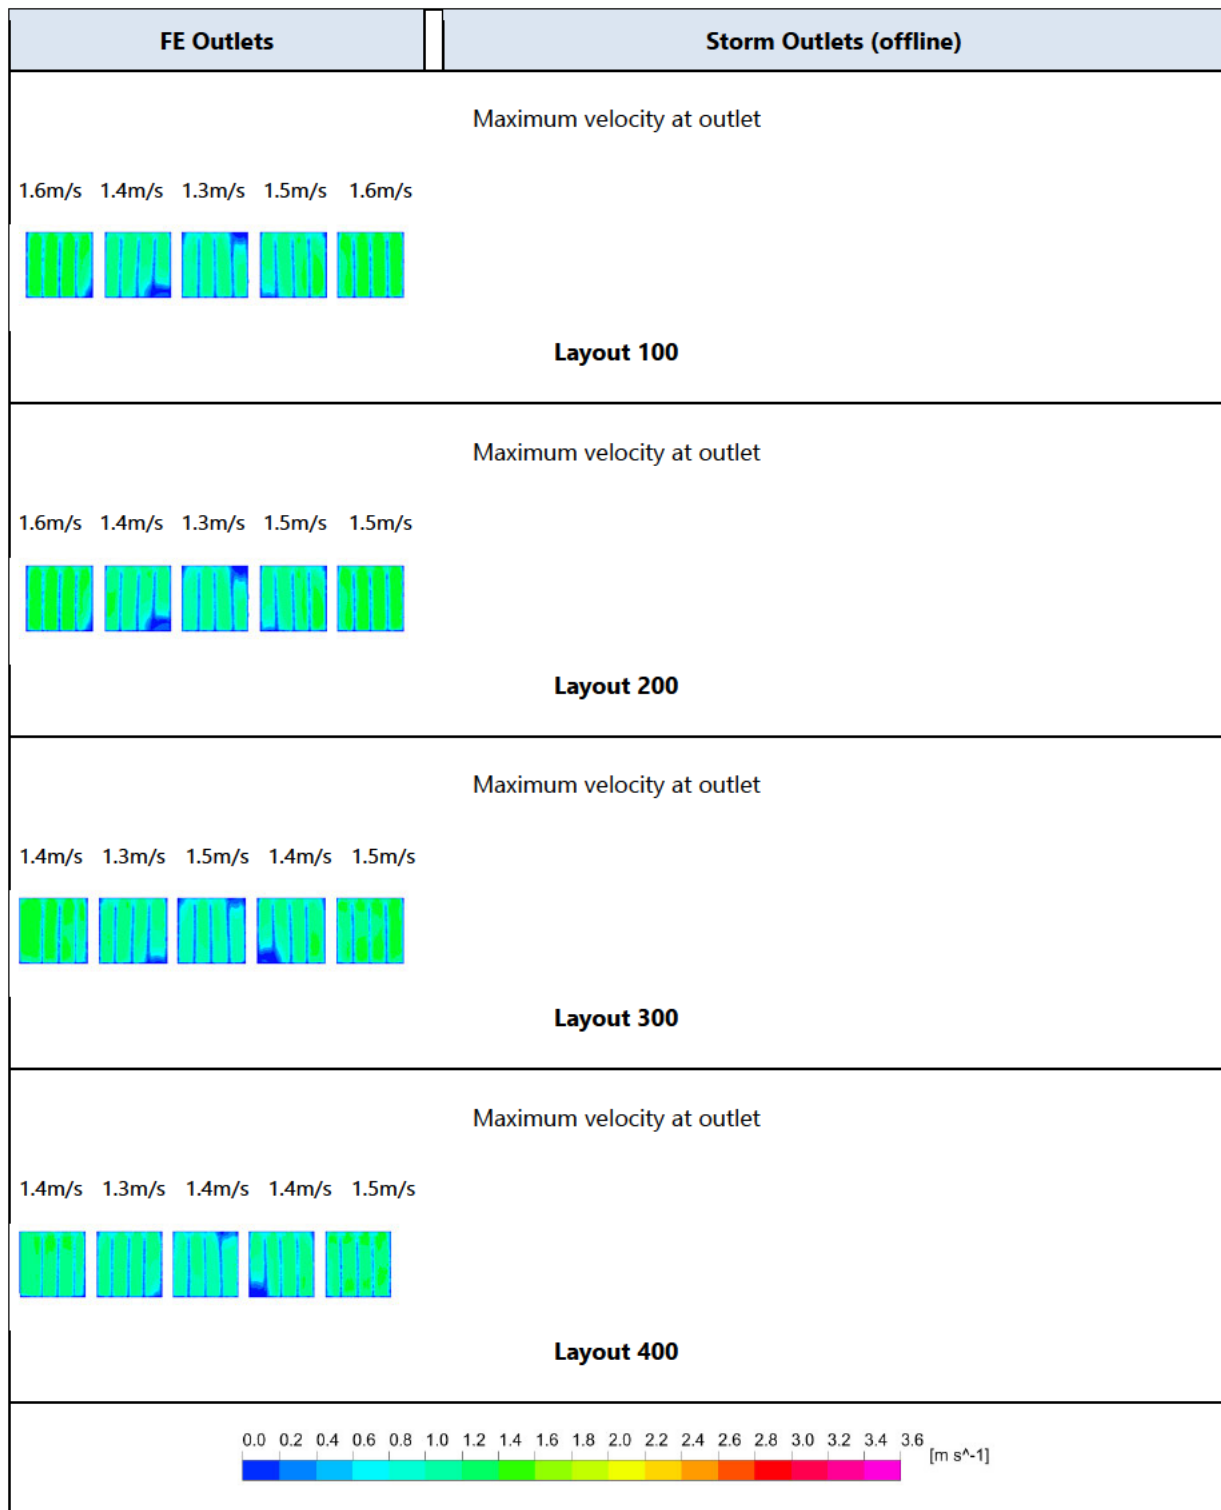 FE Outlets Storm Outlets (offline)
Maximum velocity at outlet
1.6m/s 1.4m/s 1.3m/s 1.5m/s 1.6m/s
Layout 100
Maximum velocity at outlet
1.6m/s 1.4m/s 1.3m/s 1.5m/s 1.5m/s
Layout 200
Maximum velocity at outlet
1.4m/s 1.3m/s 1.5m/s 1.4m/s 1.5m/s
Layout 300
Maximum velocity at outlet
1.4m/s 1.3m/s 1.4m/s 1.4m/s 1.5m/s
Layout 400
0.0 0.2 0.4 0.6 0.8 1.0 1.2 1.4 1.6 1.8 2.0 2.2 2.4 2.6 2.8 3.0 3.2 3.4 3.6
[m s^-1]